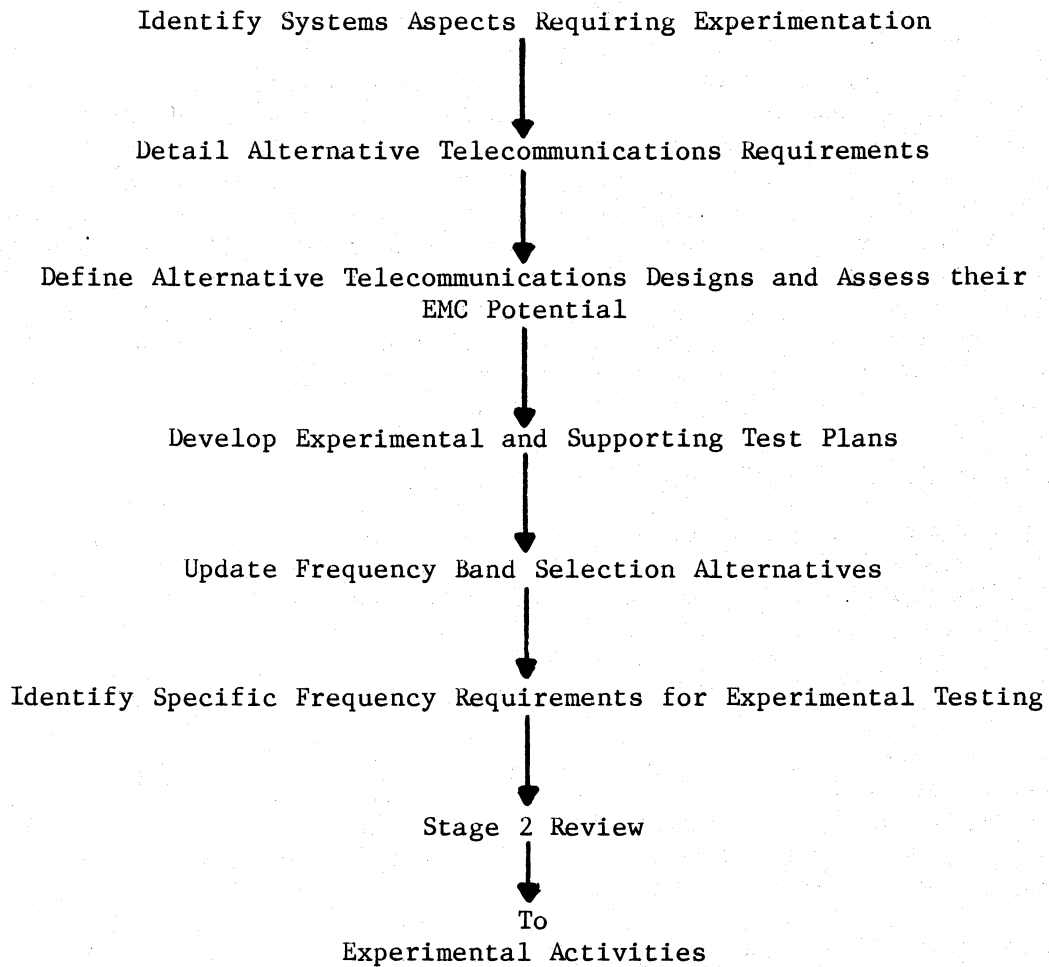 Identify Systems Aspects Requiring Experimentation
Detail Alternative Telecommunications Requirements
Define Alternative Telecommunications Designs and Assess their
EMC Potential
Develop Experimental and Supporting Test Plans
Update Frequency Band Selection Alternatives
Identify Specific Frequency Requirements for Experimental Testing
Stage 2 Review
To
Experimental Activities